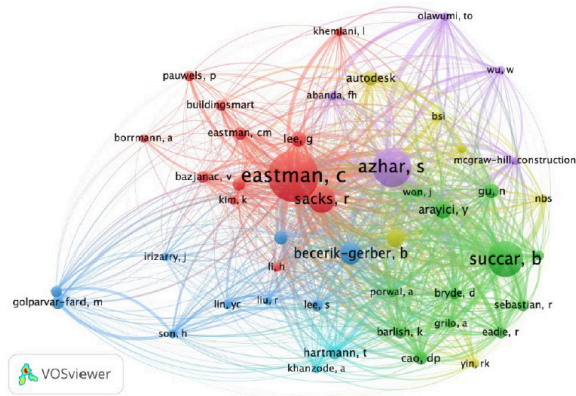 olawumi, to
khemlani, l
pauwels, p
autodesk
wu, w
abanda, fh
buildingsmart
bsi
eastman, cm
borrmann, a
lee, g
mcgraw-hill, construction
azhar, s
bazjanac, v
eastman, c
kim, k
won, j
gu, n
nbs
sacks, r
arayici, y
becerik-gerber, b
succar, b
irizarry, j
li, h
golparvar-fard, m
lin, yc
liu, r
lee, s
porwal, a
bryde, d
sebastian, r
son, h
barlish, k
grilo, a
eadie, r
hartmann, t
khanzode, a
cao, dp
yin, rk
VOSviewer